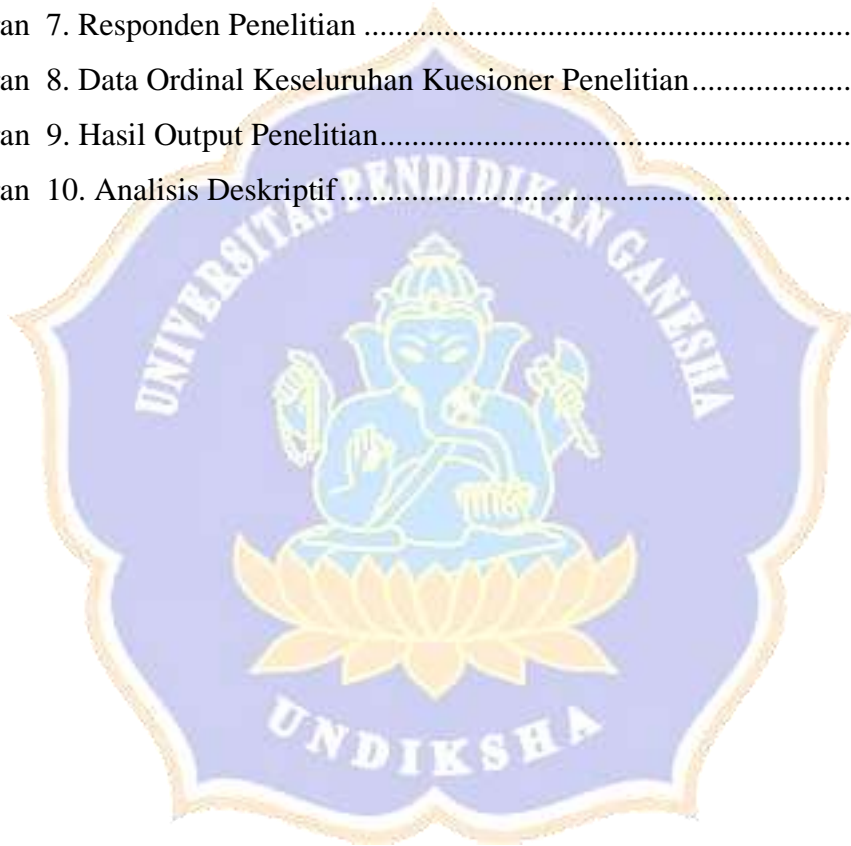 an 7. Responden Penelitian ......................................................................
an 8. Data Ordinal Keseluruhan Kuesioner Penelitian......................
an 9. Hasil Output Penelitian....................................................................
an 10. Analisis Deskriptif.........................................................................
UNIVERSITAS PENDIDIKAN GANESHA
UNDIKSHA